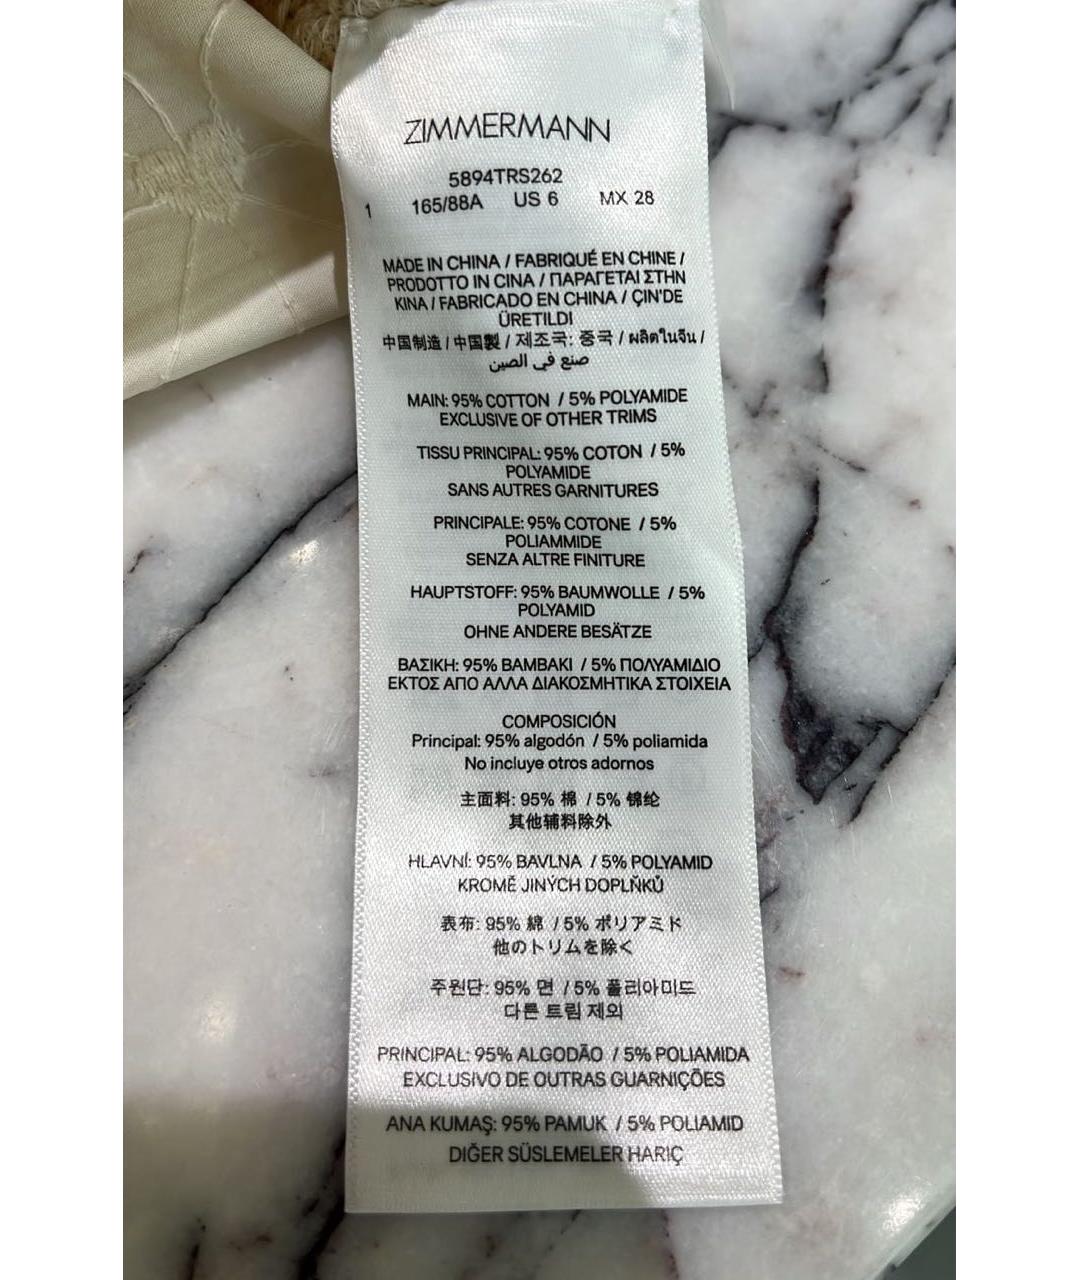 ZIMMERMANN
5894TRS262
1 165/88A US 6 MX 28
MADE IN CHINA / FABRIQUÉ EN CHINE /
PRODOTTO IN CINA / ΠΑΡΑΓΕΤΑΙ ΣΤΗΝ
ΚΙΝΑ / FABRICADO EN CHINA / ÇIN'DE
ÜRETILDI
中国制造 / 中国製 / 제조국: 중국 / ผลิตในจีน /
صنع في الصين
MAIN: 95% COTTON / 5% POLYAMIDE
EXCLUSIVE OF OTHER TRIMS
TISSU PRINCIPAL: 95% COTON / 5%
POLYAMIDE
SANS AUTRES GARNITURES
PRINCIPALE: 95% COTONE / 5%
POLIAMMIDE
SENZA ALTRE FINITURE
HAUPTSTOFF: 95% BAUMWOLLE / 5%
POLYAMID
OHNE ANDERE BESÄTZE
ΒΑΣΙΚΗ: 95% ΒΑΜΒΑΚΙ / 5% ΠΟΛΥΑΜΙΔΙΟ
ΕΚΤΟΣ ΑΠΟ ΑΛΛΑ ΔΙΑΚΟΣΜΗΤΙΚΑ ΣΤΟΙΧΕΙΑ
COMPOSICIÓN
Principal: 95% algodón / 5% poliamida
No incluye otros adornos
主面料: 95% 棉 / 5% 锦纶
其他辅料除外
HLAVNÍ: 95% BAVLNA / 5% POLYAMID
KROMĚ JINÝCH DOPLŇKŮ
表布: 95% 綿 / 5% ポリアミド
他のトリムを除く
주원단: 95% 면 / 5% 폴리아미드
다른 트림 제외
PRINCIPAL: 95% ALGODÃO / 5% POLIAMIDA
EXCLUSIVO DE OUTRAS GUARNIÇÕES
ANA KUMAŞ: 95% PAMUK / 5% POLIAMID
DIĞER SÜSLEMELER HARIÇ